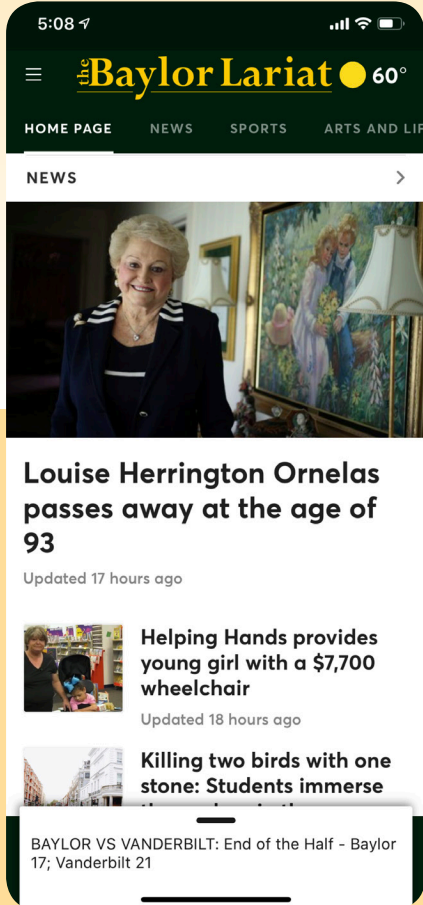 5:08
the Baylor Lariat 60°
HOME PAGE NEWS SPORTS ARTS AND LIF
NEWS
Louise Herrington Ornelas
passes away at the age of
93
Updated 17 hours ago
Helping Hands provides
young girl with a $7,700
wheelchair
Updated 18 hours ago
Killing two birds with one
stone: Students immerse
BAYLOR VS VANDERBILT: End of the Half - Baylor
17; Vanderbilt 21